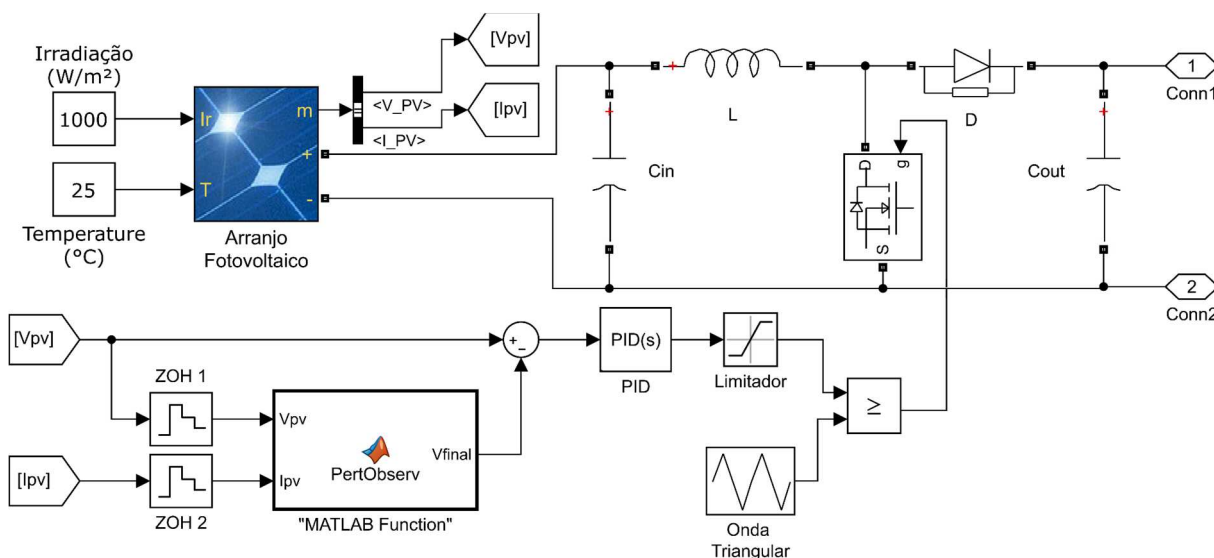 Irradiação
(W/m²)
1000
25
Temperature
(°C)
Ir
T
m
+
-
Arranjo
Fotovoltaico
<V_PV>
<I_PV>
[Vpv]
[Ipv]
+
L
D
+
Cin
D
g
S
+
Cout
1
Conn1
2
Conn2
[Vpv]
[Ipv]
ZOH 1
ZOH 2
Vpv
Ipv
PertObserv
Vfinal
"MATLAB Function"
+
-
PID(s)
PID
Limitador
≥
Onda
Triangular